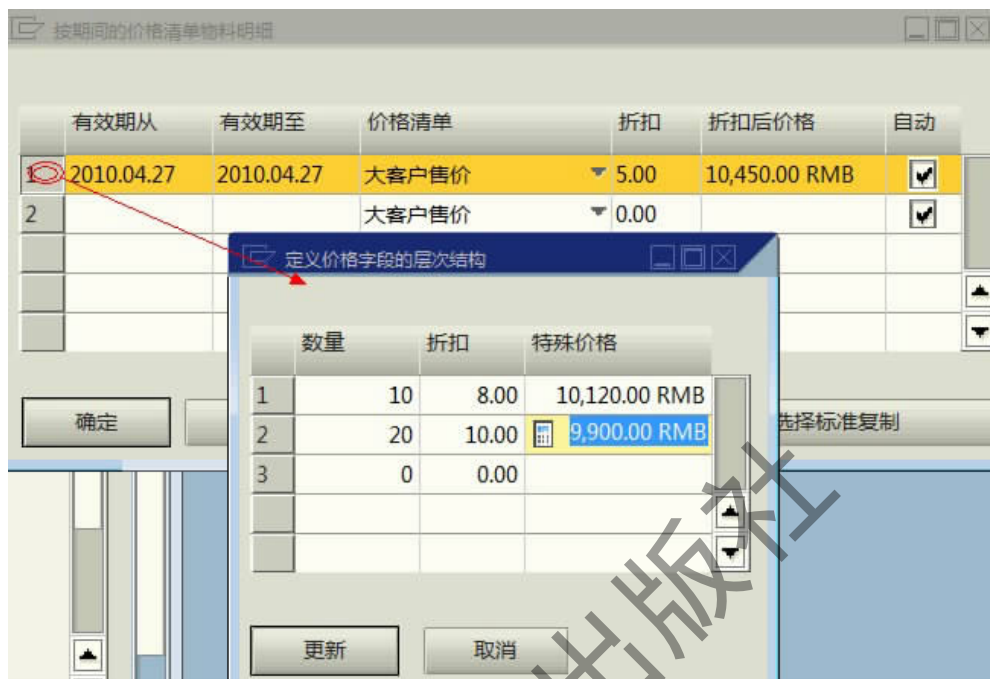 按期间的价格清单物料明细
有效期从 有效期至 价格清单 折扣 折扣后价格 自动
1 2010.04.27 2010.04.27 大客户售价 5.00 10,450.00 RMB
2 大客户售价 0.00
定义价格字段的层次结构
数量 折扣 特殊价格
1 10 8.00 10,120.00 RMB
2 20 10.00 9,900.00 RMB
3 0 0.00
确定 选择标准复制
更新 取消
出版社